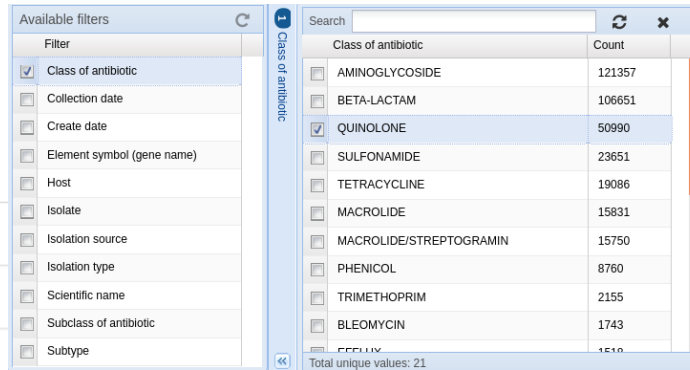 Available filters
Filter
Class of antibiotic
Collection date
Create date
Element symbol (gene name)
Host
Isolate
Isolation source
Isolation type
Scientific name
Subclass of antibiotic
Subtype
1 Class of antibiotic
Search
Class of antibiotic Count
AMINOGLYCOSIDE 121357
BETA-LACTAM 106651
QUINOLONE 50990
SULFONAMIDE 23651
TETRACYCLINE 19086
MACROLIDE 15831
MACROLIDE/STREPTOGRAMIN 15750
PHENICOL 8760
TRIMETHOPRIM 2155
BLEOMYCIN 1743
EFFLUX 1518
Total unique values: 21